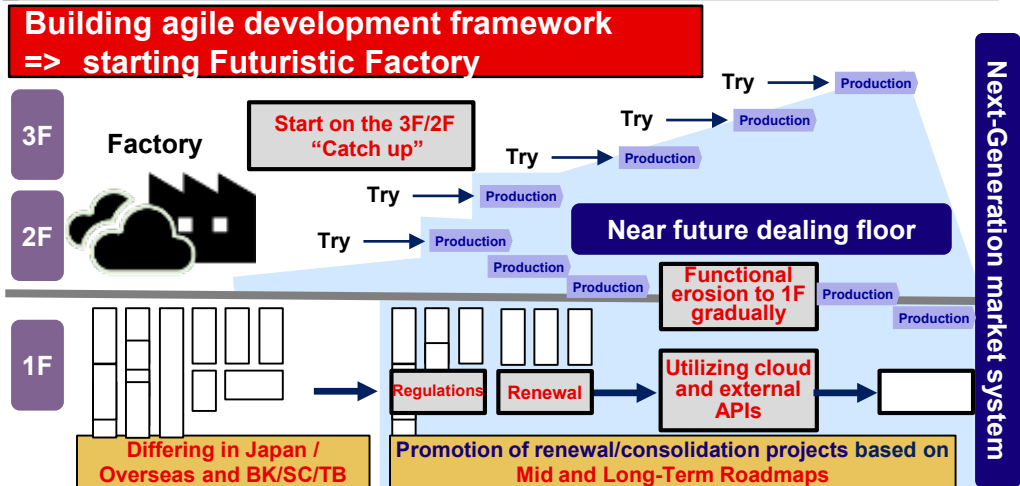 Building agile development framework
=> starting Futuristic Factory
Next-Generation market system
3F
2F
1F
Factory
Start on the 3F/2F
“Catch up”
Try
Production
Try
Production
Try
Production
Try
Production
Try
Production
Production
Production
Near future dealing floor
Functional
erosion to 1F
gradually
Production
Production
Regulations
Renewal
Utilizing cloud
and external
APIs
Differing in Japan /
Overseas and BK/SC/TB
Promotion of renewal/consolidation projects based on
Mid and Long-Term Roadmaps